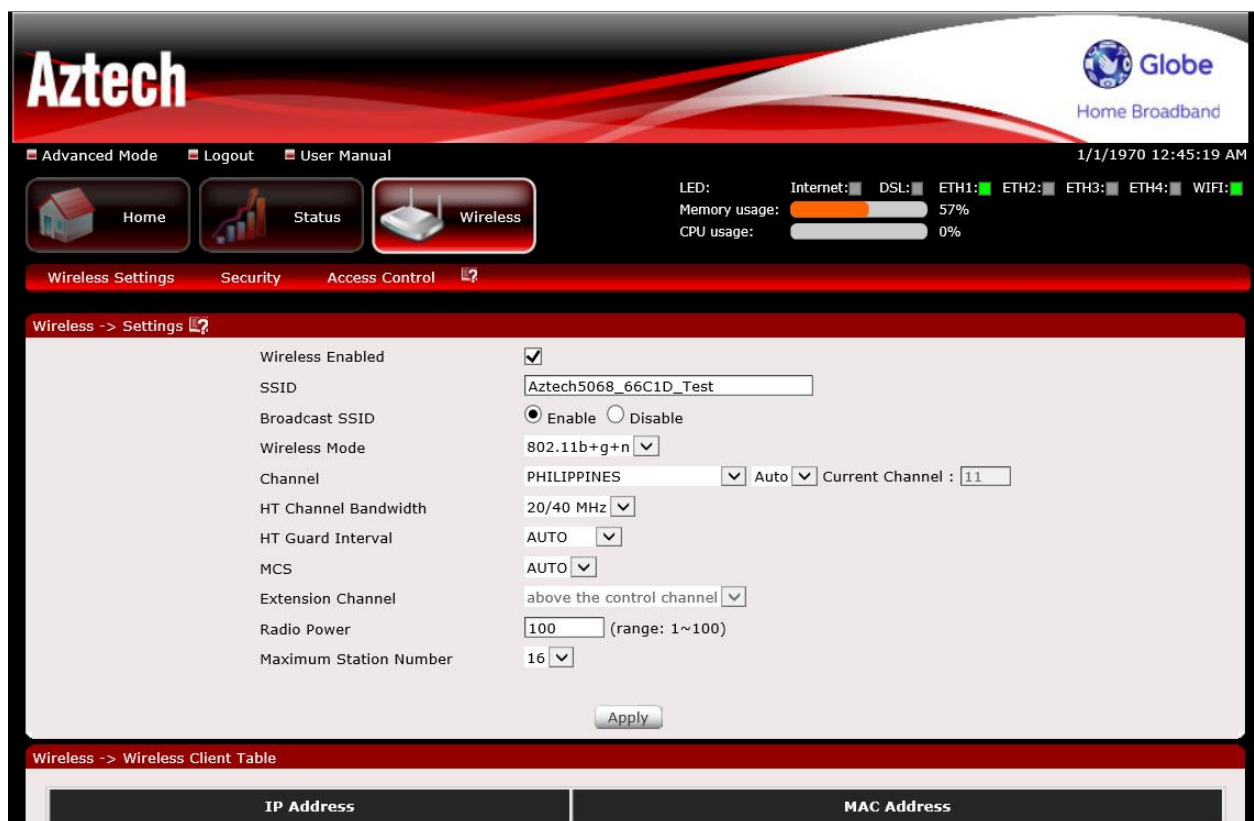 Aztech
Globe
Home Broadband
Advanced Mode Logout User Manual 1/1/1970 12:45:19 AM
Home Status Wireless
LED: Internet: DSL: ETH1: ETH2: ETH3: ETH4: WIFI:
Memory usage: 57%
CPU usage: 0%
Wireless Settings Security Access Control ?
Wireless -> Settings ?
Wireless Enabled
SSID Aztech5068_66C1D_Test
Broadcast SSID Enable Disable
Wireless Mode 802.11b+g+n
Channel PHILIPPINES Auto Current Channel : 11
HT Channel Bandwidth 20/40 MHz
HT Guard Interval AUTO
MCS AUTO
Extension Channel above the control channel
Radio Power 100 (range: 1~100)
Maximum Station Number 16
Apply
Wireless -> Wireless Client Table
IP Address MAC Address